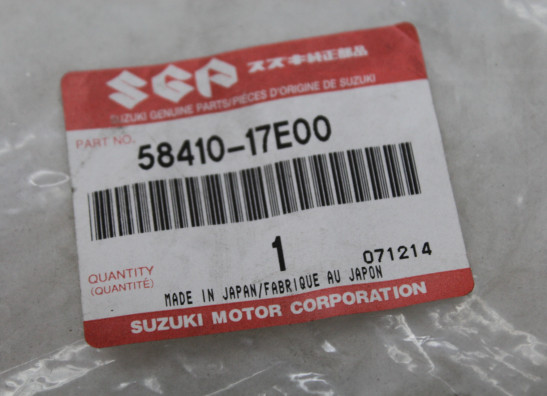 SGP スズキ純正部品
SUZUKI GENUINE PARTS/PIÈCES D'ORIGINE DE SUZUKI
PART NO.
58410-17E00
1
071214
QUANTITY
(QUANTITÉ)
MADE IN JAPAN/FABRIQUE AU JAPON
SUZUKI MOTOR CORPORATION